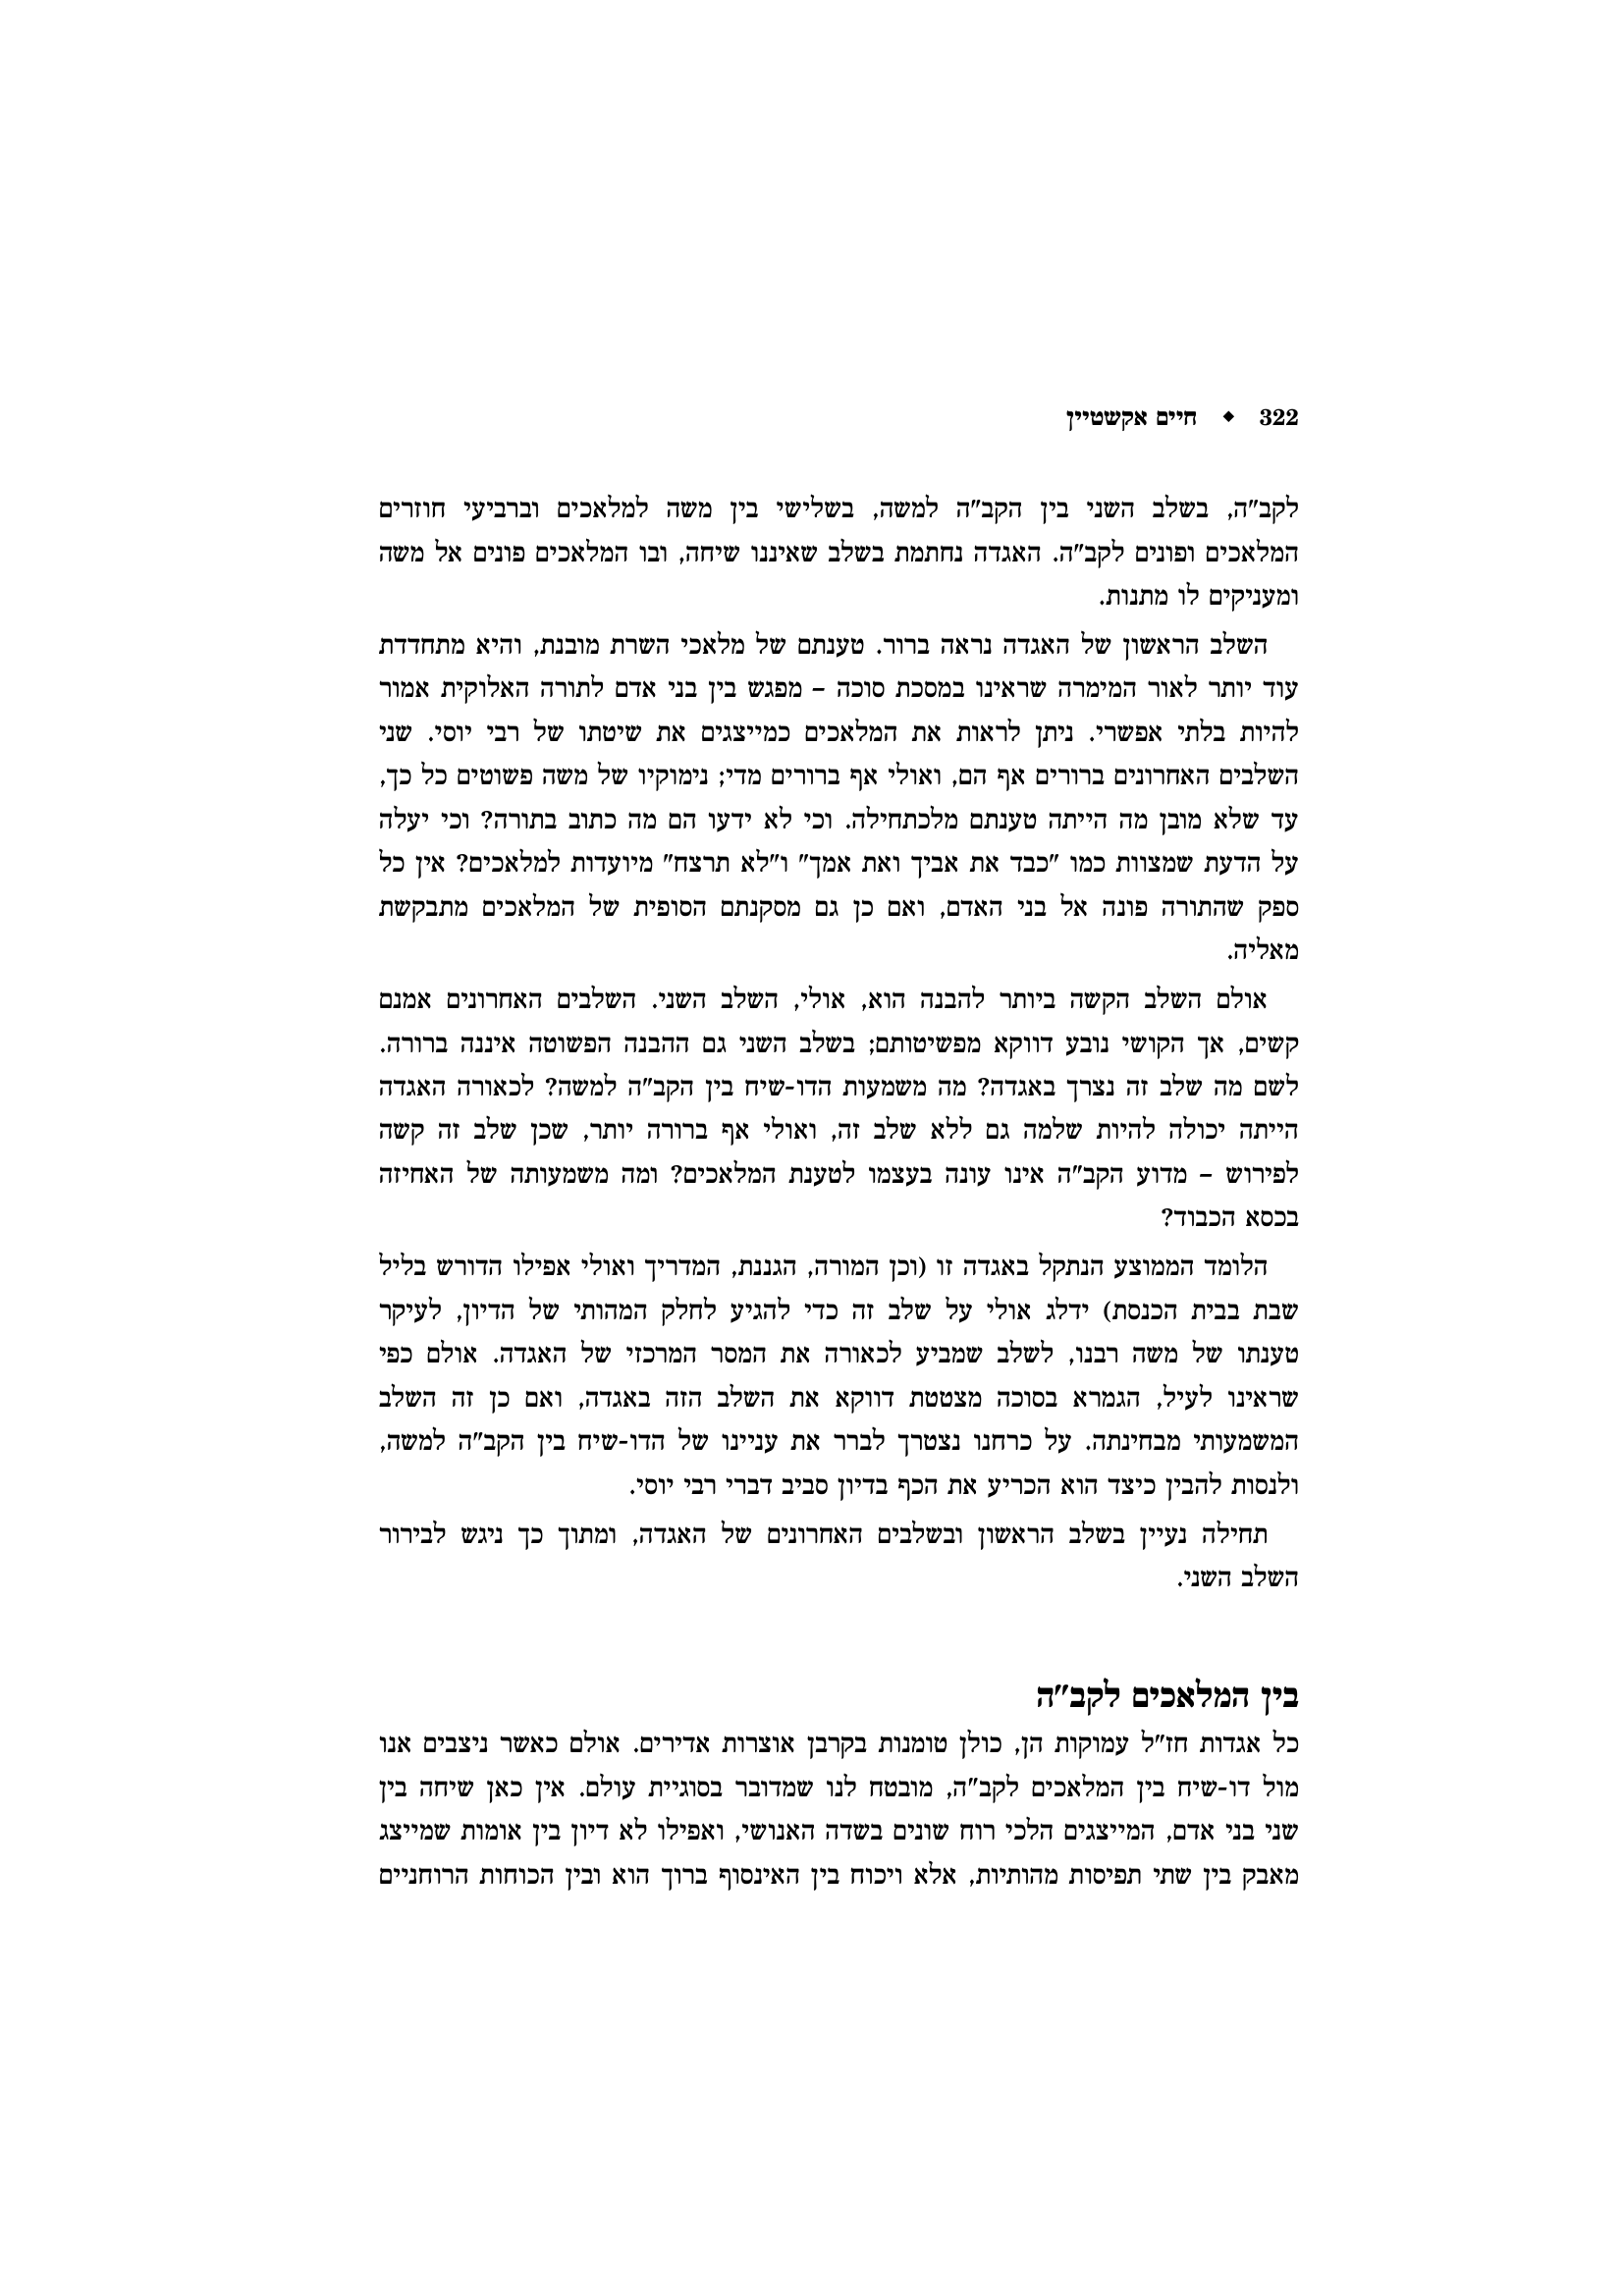 322 ◆ חיים אקשטיין
לקב"ה, בשלב השני בין הקב"ה למשה, בשלישי בין משה למלאכים וברביעי חוזרים
המלאכים ופונים לקב"ה. האגדה נחתמת בשלב שאיננו שיחה, ובו המלאכים פונים אל משה
ומעניקים לו מתנות.
השלב הראשון של האגדה נראה ברור. טענתם של מלאכי השרת מובנת, והיא מתחדדת
עוד יותר לאור המימרה שראינו במסכת סוכה – מפגש בין בני אדם לתורה האלוקית אמור
להיות בלתי אפשרי. ניתן לראות את המלאכים כמייצגים את שיטתו של רבי יוסי. שני
השלבים האחרונים ברורים אף הם, ואולי אף ברורים מדי; נימוקיו של משה פשוטים כל כך,
עד שלא מובן מה הייתה טענתם מלכתחילה. וכי לא ידעו הם מה כתוב בתורה? וכי יעלה
על הדעת שמצוות כמו "כבד את אביך ואת אמך" ו"לא תרצח" מיועדות למלאכים? אין כל
ספק שהתורה פונה אל בני האדם, ואם כן גם מסקנתם הסופית של המלאכים מתבקשת
מאליה.
אולם השלב הקשה ביותר להבנה הוא, אולי, השלב השני. השלבים האחרונים אמנם
קשים, אך הקושי נובע דווקא מפשיטותם; בשלב השני גם ההבנה הפשוטה איננה ברורה.
לשם מה שלב זה נצרך באגדה? מה משמעות הדו-שיח בין הקב"ה למשה? לכאורה האגדה
הייתה יכולה להיות שלמה גם ללא שלב זה, ואולי אף ברורה יותר, שכן שלב זה קשה
לפירוש – מדוע הקב"ה אינו עונה בעצמו לטענת המלאכים? ומה משמעותה של האחיזה
בכסא הכבוד?
הלומד הממוצע הנתקל באגדה זו (וכן המורה, הגננת, המדריך ואולי אפילו הדורש בליל
שבת בבית הכנסת) ידלג אולי על שלב זה כדי להגיע לחלק המהותי של הדיון, לעיקר
טענתו של משה רבנו, לשלב שמביע לכאורה את המסר המרכזי של האגדה. אולם כפי
שראינו לעיל, הגמרא בסוכה מצטטת דווקא את השלב הזה באגדה, ואם כן זה השלב
המשמעותי מבחינתה. על כרחנו נצטרך לברר את עניינו של הדו-שיח בין הקב"ה למשה,
ולנסות להבין כיצד הוא הכריע את הכף בדיון סביב דברי רבי יוסי.
תחילה נעיין בשלב הראשון ובשלבים האחרונים של האגדה, ומתוך כך ניגש לבירור
השלב השני.
בין המלאכים לקב"ה
כל אגדות חז"ל עמוקות הן, כולן טומנות בקרבן אוצרות אדירים. אולם כאשר ניצבים אנו
מול דו-שיח בין המלאכים לקב"ה, מובטח לנו שמדובר בסוגיית עולם. אין כאן שיחה בין
שני בני אדם, המייצגים הלכי רוח שונים בשדה האנושי, ואפילו לא דיון בין אומות שמייצג
מאבק בין שתי תפיסות מהותיות, אלא ויכוח בין האינסוף ברוך הוא ובין הכוחות הרוחניים